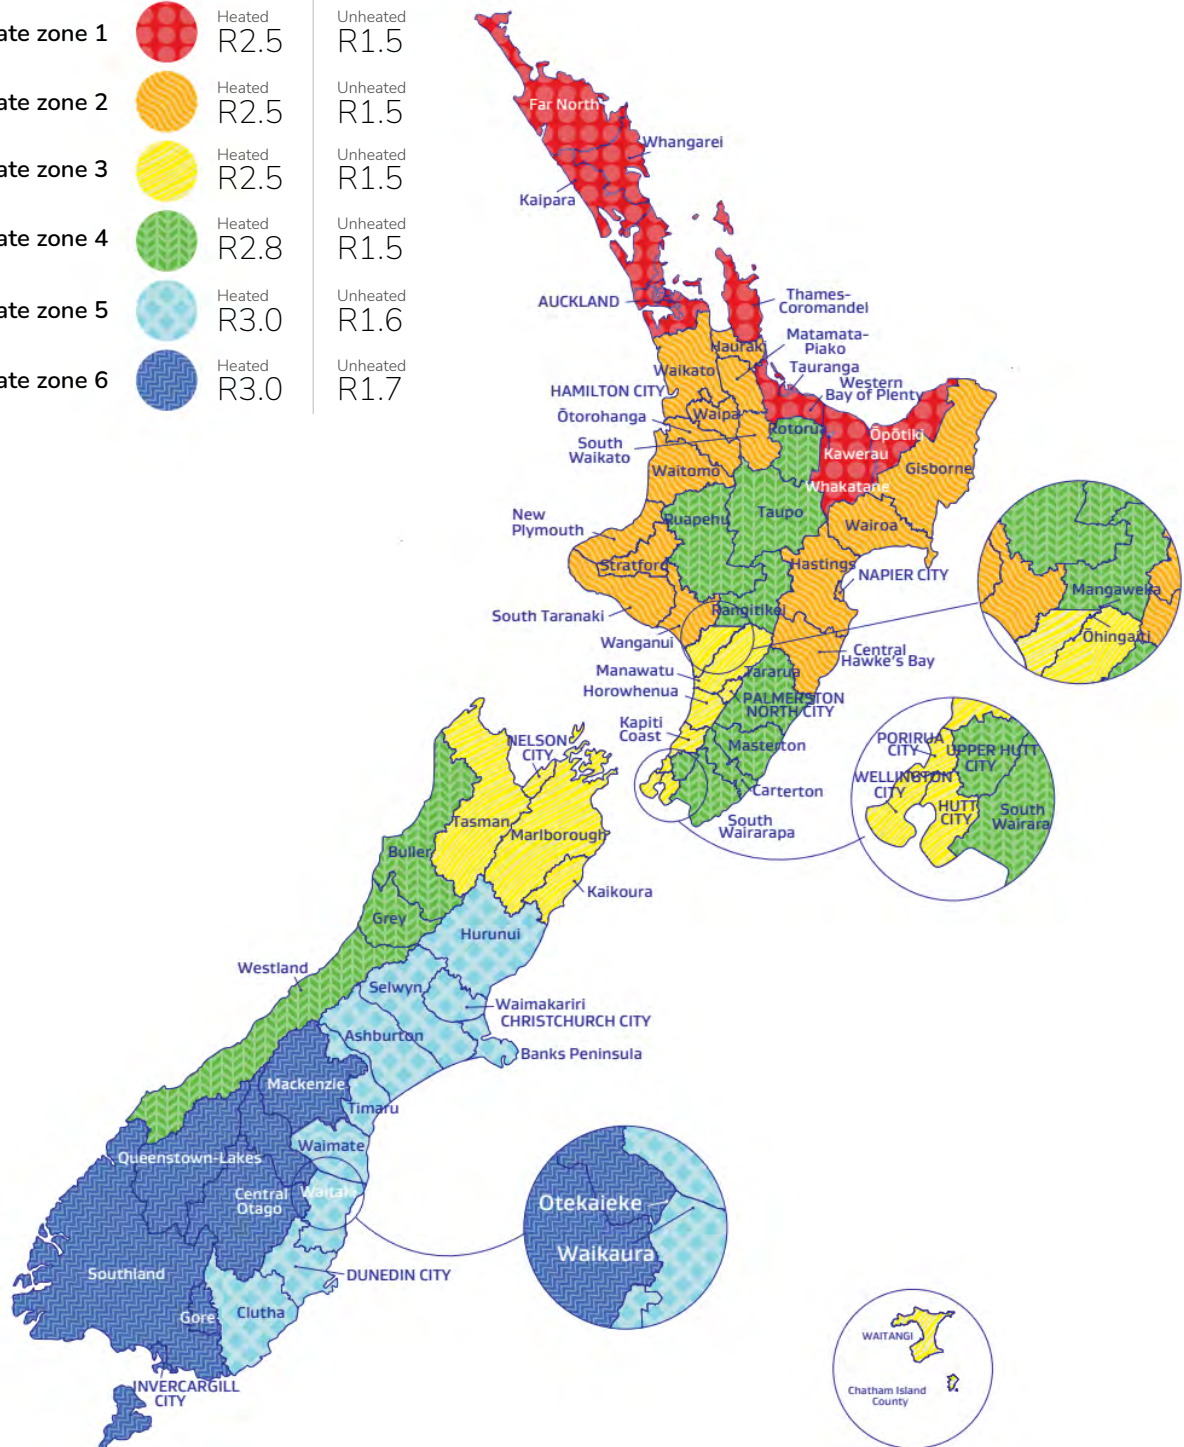 ate zone 1
Heated
R2.5
Unheated
R1.5
ate zone 2
Heated
R2.5
Unheated
R1.5
ate zone 3
Heated
R2.5
Unheated
R1.5
ate zone 4
Heated
R2.8
Unheated
R1.5
ate zone 5
Heated
R3.0
Unheated
R1.6
ate zone 6
Heated
R3.0
Unheated
R1.7
Far North
Whangarei
Kaipara
AUCKLAND
Thames-
Coromandel
Hauraki
Matamata-
Piako
Waikato
Tauranga
HAMILTON CITY
Western
Bay of Plenty
Ōtorohanga
Waipa
Rotorua
Ōpōtiki
South
Waikato
Kawerau
Waitomo
Gisborne
Whakatane
New
Plymouth
Ruapehu
Taupo
Wairoa
Stratford
Hastings
NAPIER CITY
Mangaweka
South Taranaki
Rangitikei
Ōhingaiti
Wanganui
Central
Hawke's Bay
Manawatu
Tararua
Horowhenua
PALMERSTON
NORTH CITY
Kapiti
Coast
Masterton
PORIRUA
CITY
UPPER HUTT
CITY
NELSON
CITY
WELLINGTON
CITY
Carterton
HUTT
CITY
South
Wairara
South
Wairarapa
Tasman
Marlborough
Buller
Kaikoura
Grey
Hurunui
Westland
Selwyn
Waimakariri
CHRISTCHURCH CITY
Ashburton
Banks Peninsula
Mackenzie
Timaru
Waimate
Queenstown-Lakes
Central
Otago
Waitaki
Otekaieke
Waikaura
Southland
DUNEDIN CITY
Gore
Clutha
INVERCARGILL
CITY
WAITANGI
Chatham Island
County